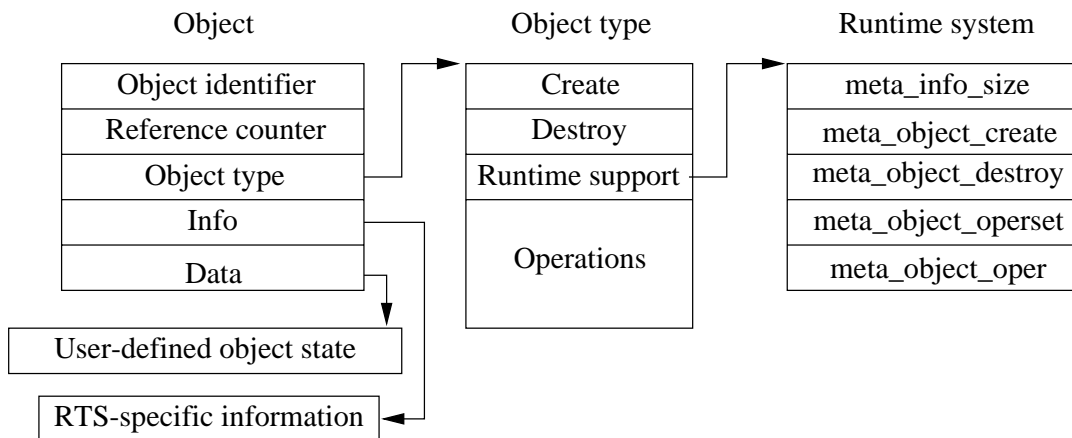 Object
Object identifier
Reference counter
Object type
Info
Data
User-defined object state
RTS-specific information
Object type
Create
Destroy
Runtime support
Operations
Runtime system
meta_info_size
meta_object_create
meta_object_destroy
meta_object_operset
meta_object_oper